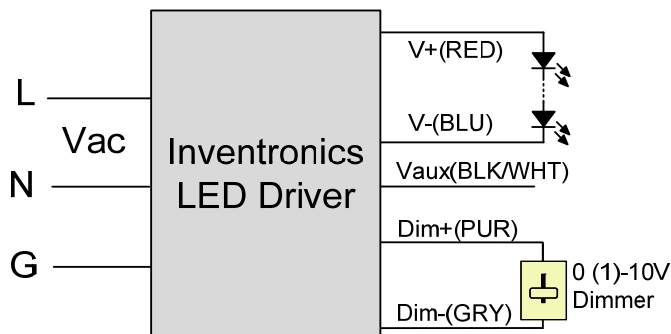 L
Vac
N
G
Inventronics
LED Driver
V+(RED)
V-(BLU)
Vaux(BLK/WHT)
Dim+(PUR)
Dim-(GRY)
0 (1)-10V
Dimmer